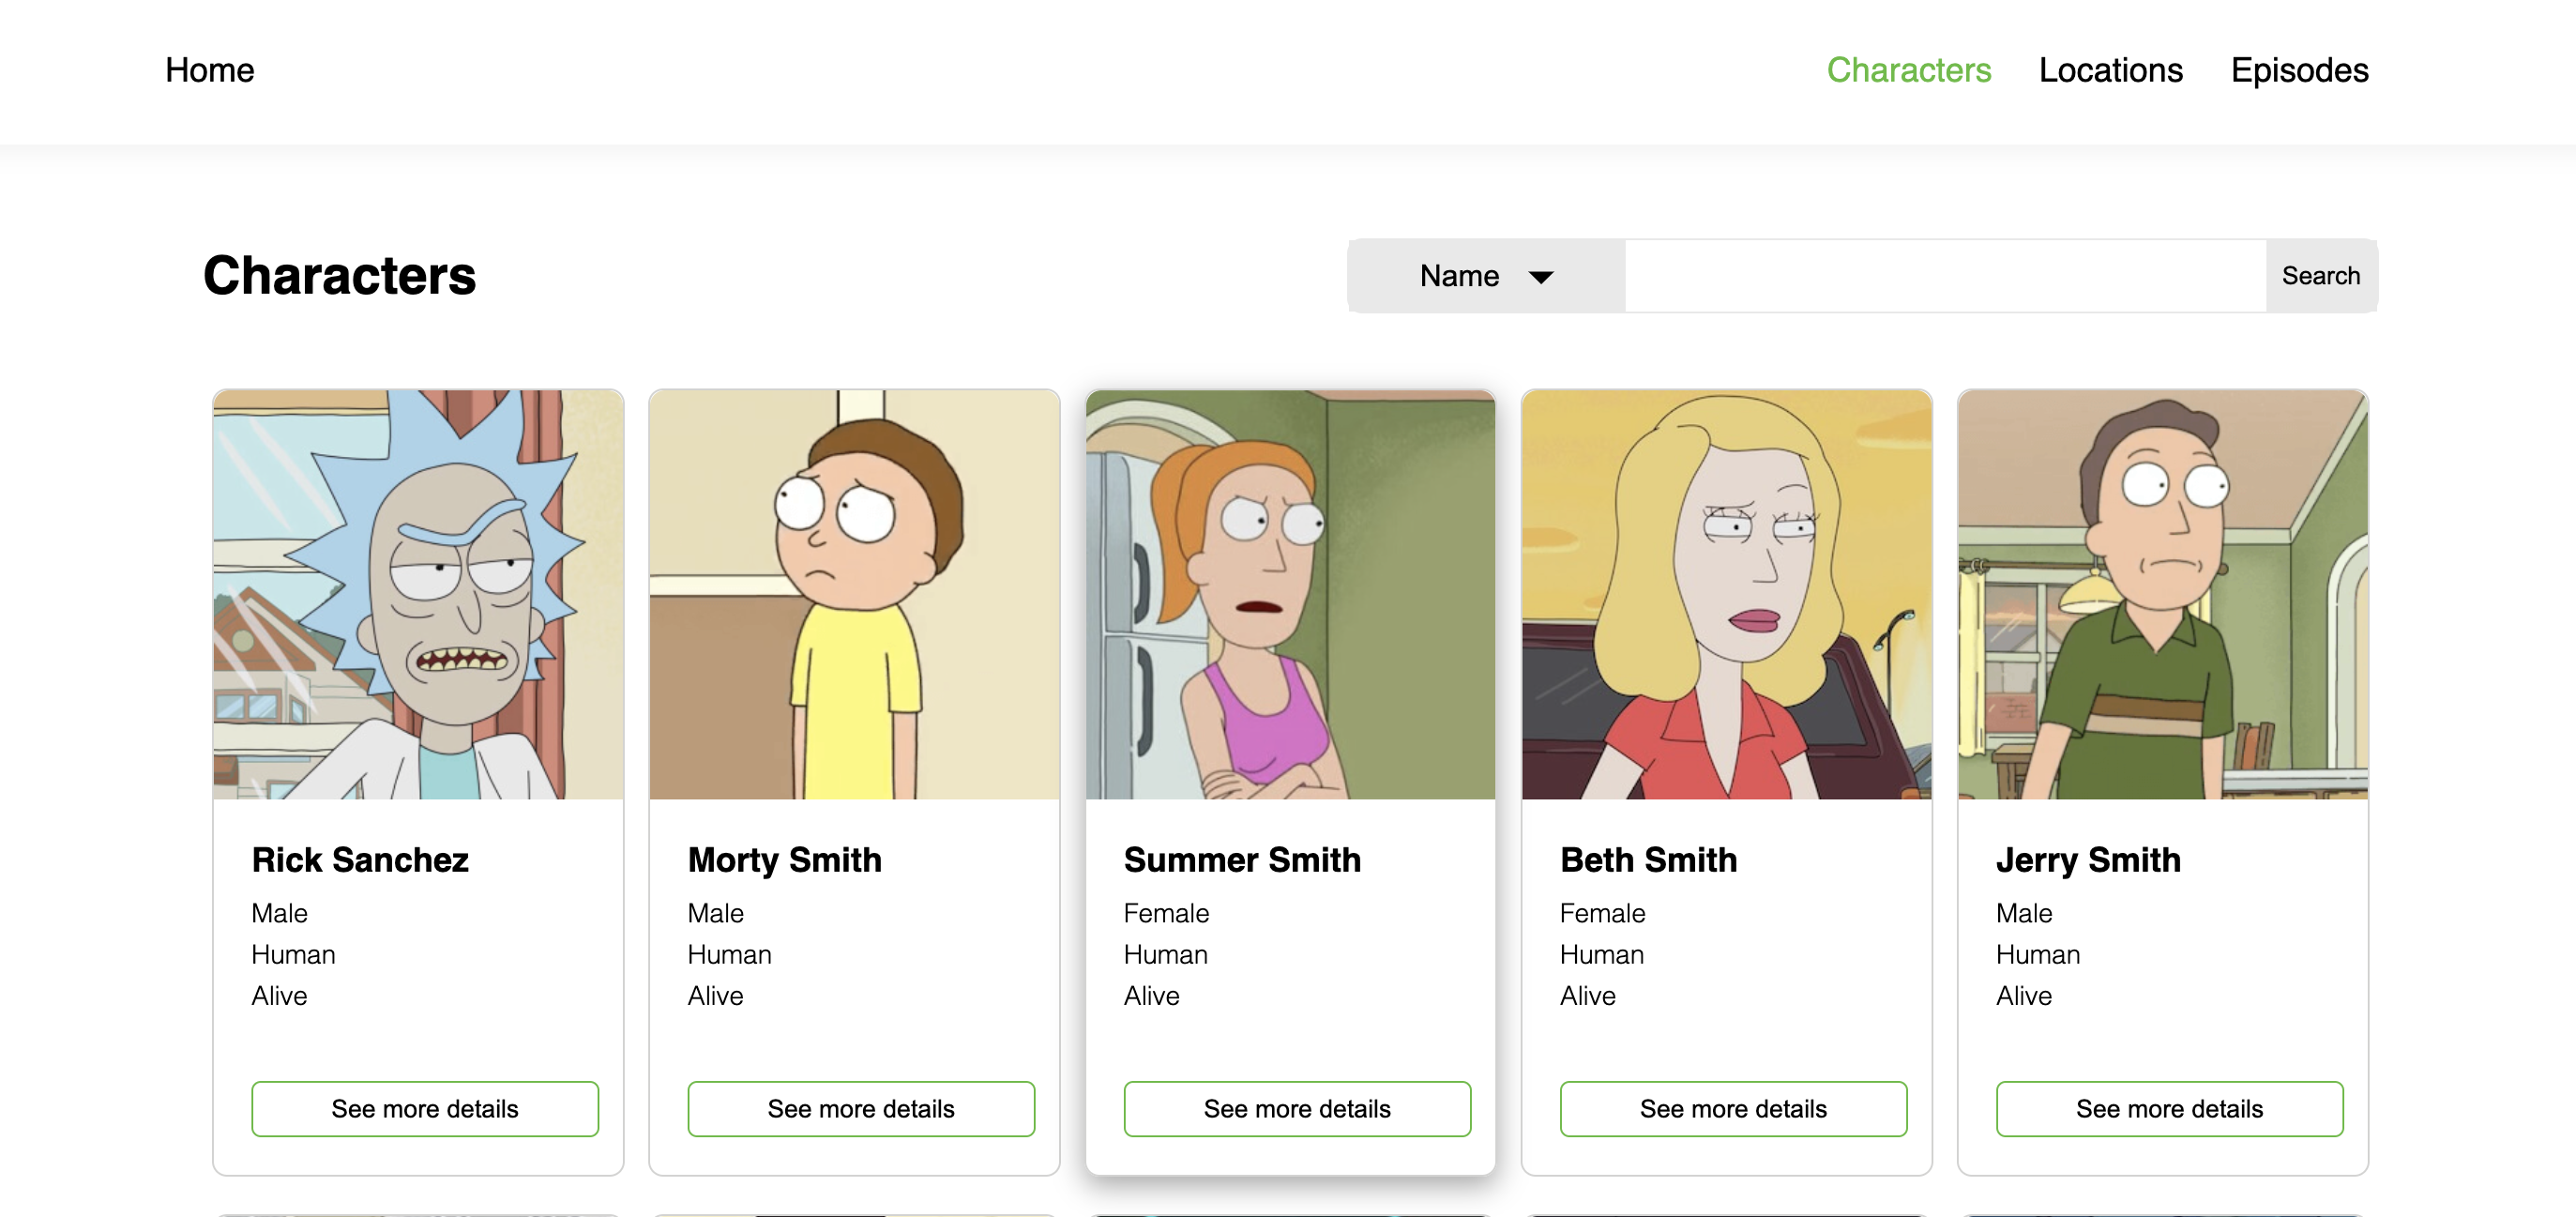 Home
Characters
Locations
Episodes
Characters
Name
Search
Rick Sanchez
Male
Human
Alive
See more details
Morty Smith
Male
Human
Alive
See more details
Summer Smith
Female
Human
Alive
See more details
Beth Smith
Female
Human
Alive
See more details
Jerry Smith
Male
Human
Alive
See more details